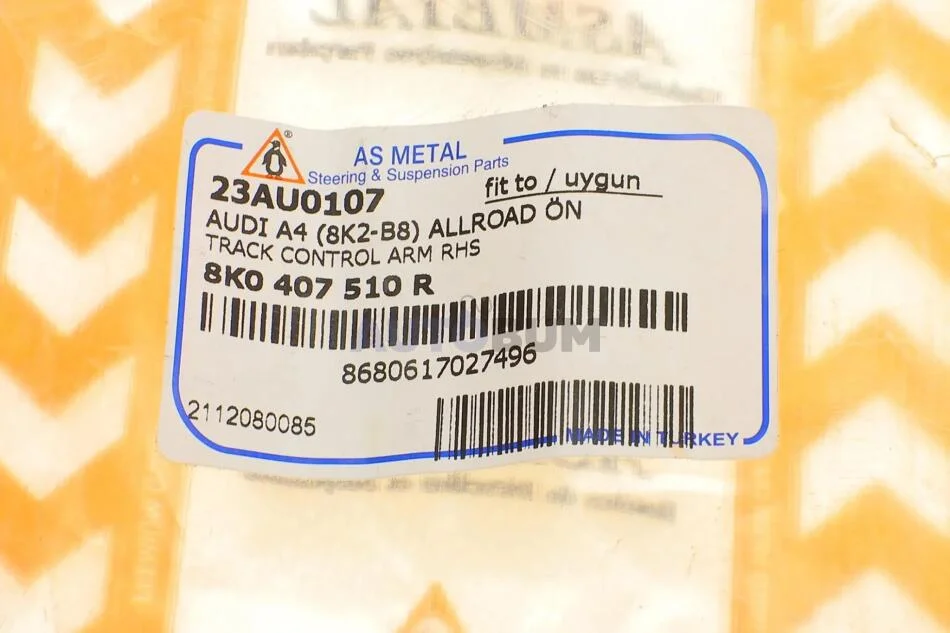 AS METAL
Steering & Suspension Parts
23AU0107
fit to / uygun
AUDI A4 (8K2-B8) ALLROAD ÖN
TRACK CONTROL ARM RHS
8K0 407 510 R
AUTOBUM
8680617027496
2112080085
MADE IN TURKEY